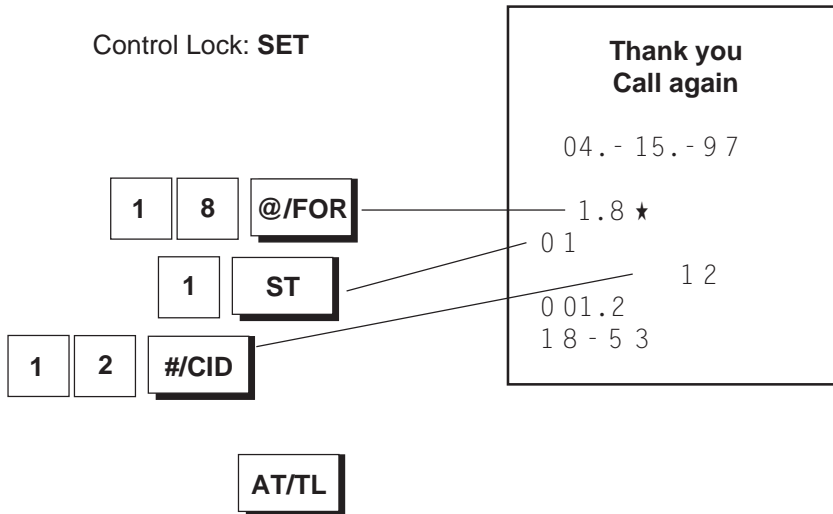 Control Lock: SET
1 8 @/FOR
1 ST
1 2 #/CID
AT/TL
Thank you
Call again
04.-15.-97
1.8★
01
12
001.2
18-53